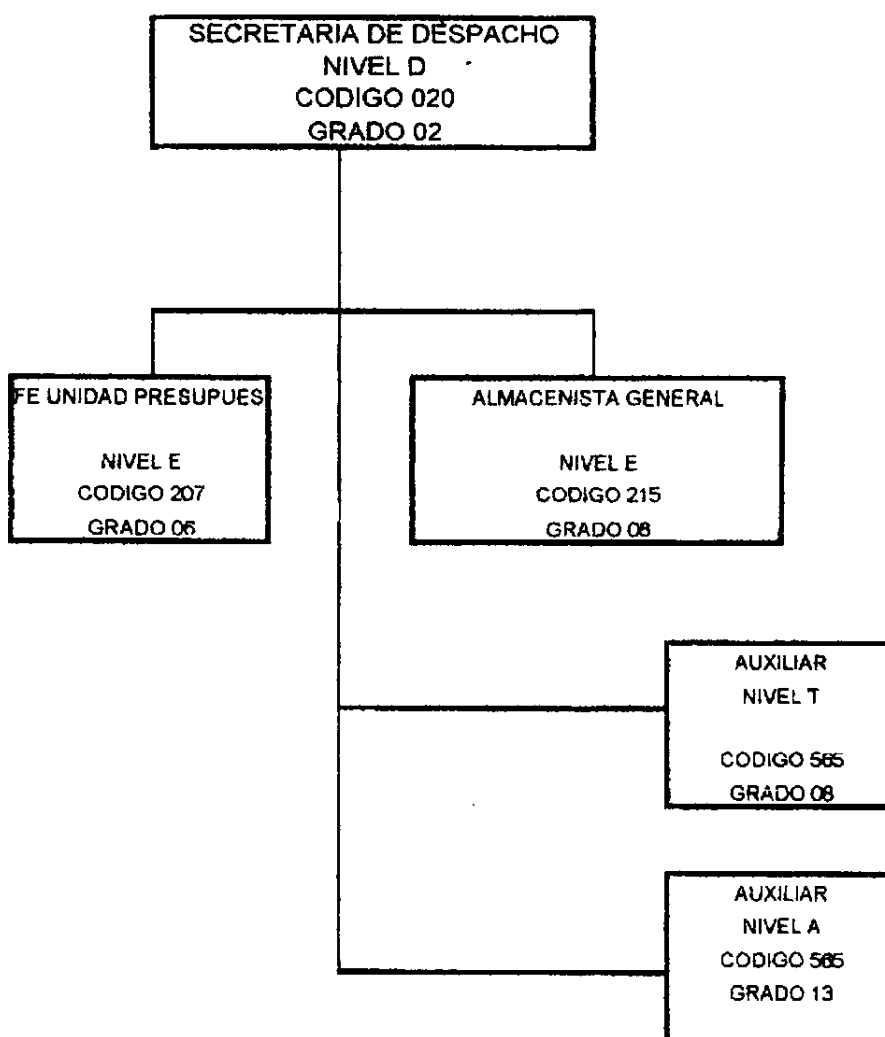 SECRETARIA DE DESPACHO
NIVEL D
CODIGO 020
GRADO 02
FE UNIDAD PRESUPUES
NIVEL E
CODIGO 207
GRADO 06
ALMACENISTA GENERAL
NIVEL E
CODIGO 215
GRADO 06
AUXILIAR
NIVEL T
CODIGO 565
GRADO 08
AUXILIAR
NIVEL A
CODIGO 565
GRADO 13